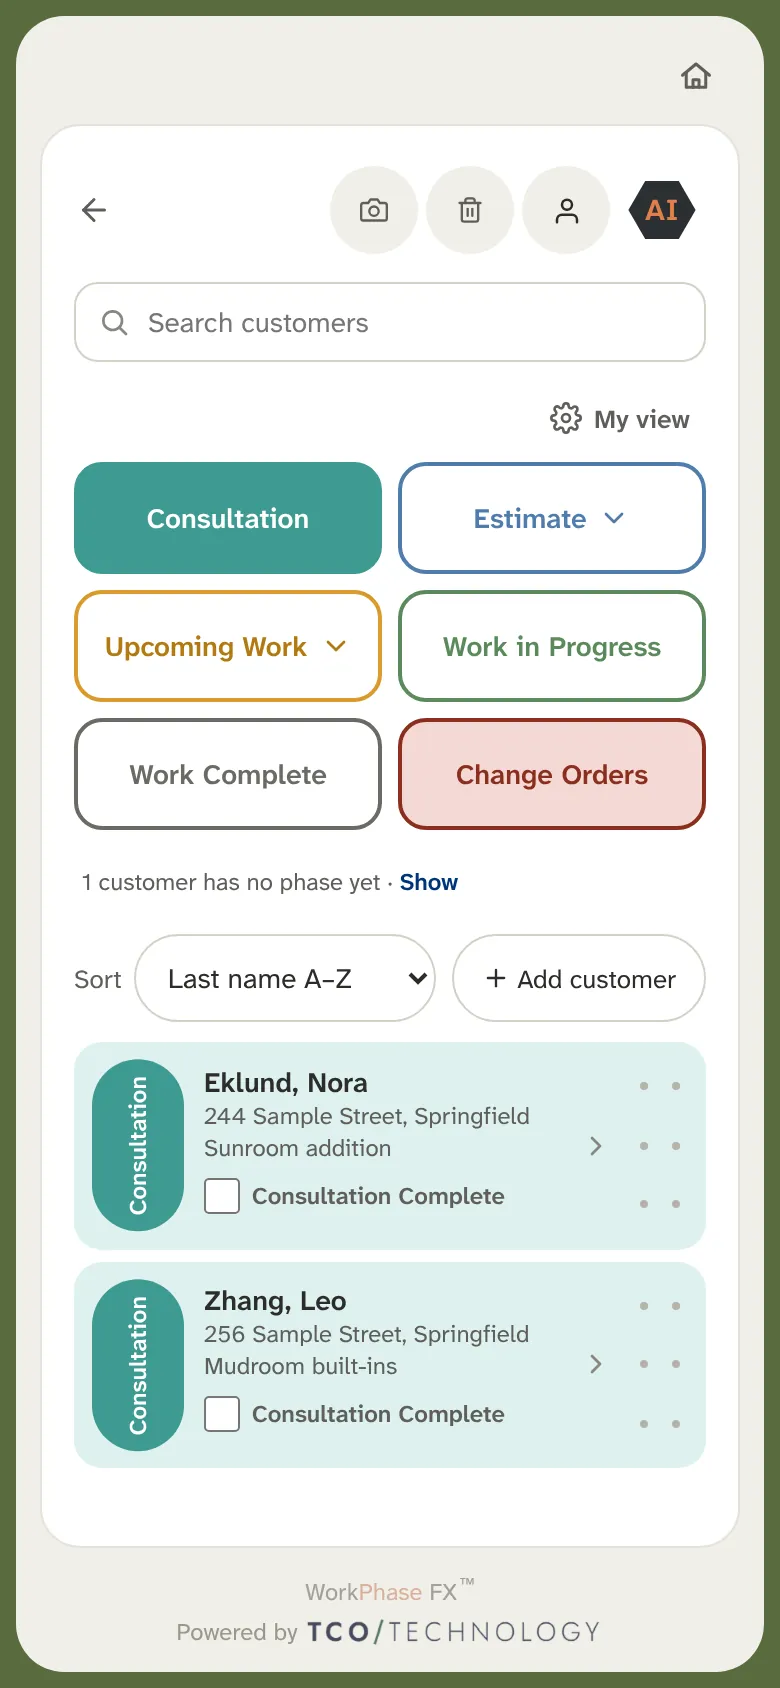 AI
Search customers
My view
Consultation
Estimate
Upcoming Work
Work in Progress
Work Complete
Change Orders
1 customer has no phase yet · Show
Sort
Last name A–Z
+ Add customer
Consultation
Eklund, Nora
244 Sample Street, Springfield
Sunroom addition
Consultation Complete
Consultation
Zhang, Leo
256 Sample Street, Springfield
Mudroom built-ins
Consultation Complete
WorkPhase FX™
Powered by TCO/TECHNOLOGY